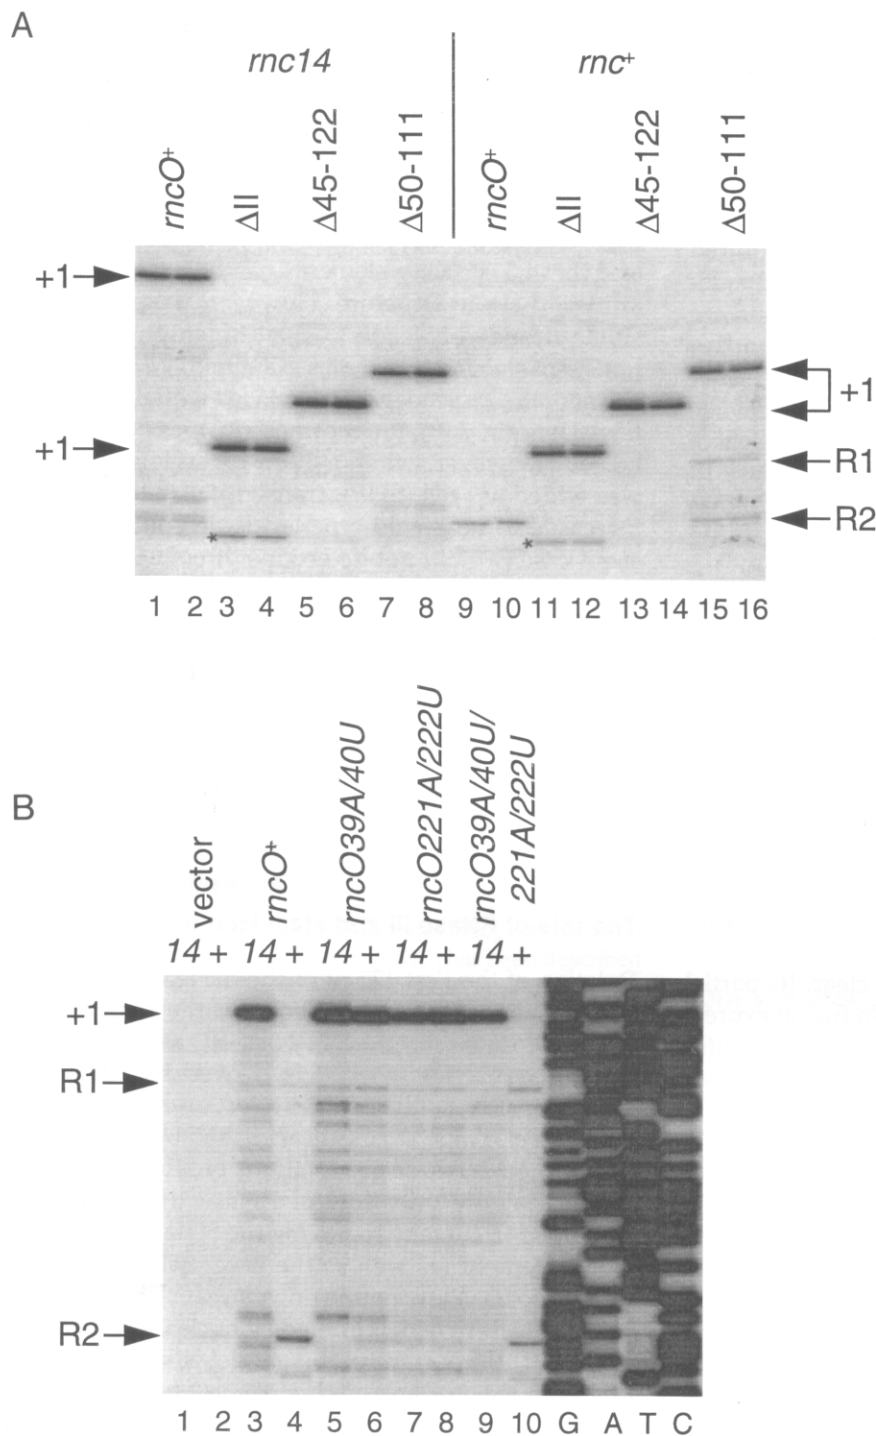 A
rnc14 rnc+
rncO+ ΔII Δ45-122 Δ50-111 rncO+ ΔII Δ45-122 Δ50-111
+1
+1
+1
R1
R2
*
*
1 2 3 4 5 6 7 8 9 10 11 12 13 14 15 16
B
vector rncO+ rncO39A/40U rncO221A/222U rncO39A/40U/
221A/222U
14 + 14 + 14 + 14 + 14 +
+1
R1
R2
1 2 3 4 5 6 7 8 9 10 G A T C